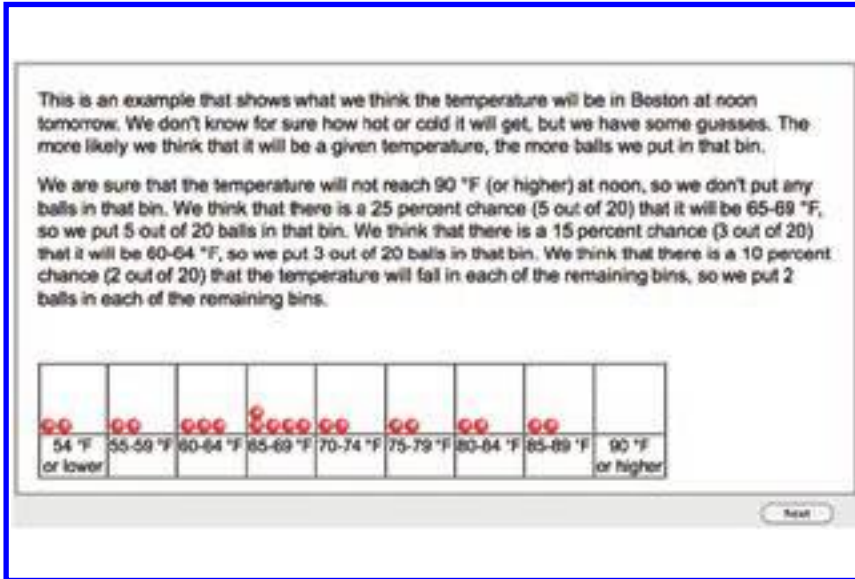 This is an example that shows what we think the temperature will be in Boston at noon
tomorrow. We don't know for sure how hot or cold it will get, but we have some guesses. The
more likely we think that it will be a given temperature, the more balls we put in that bin.
We are sure that the temperature will not reach 90 °F (or higher) at noon, so we don't put any
balls in that bin. We think that there is a 25 percent chance (5 out of 20) that it will be 65-69 °F,
so we put 5 out of 20 balls in that bin. We think that there is a 15 percent chance (3 out of 20)
that it will be 60-64 °F, so we put 3 out of 20 balls in that bin. We think that there is a 10 percent
chance (2 out of 20) that the temperature will fall in each of the remaining bins, so we put 2
balls in each of the remaining bins.
54 °F 55-59 °F 60-64 °F 65-69 °F 70-74 °F 75-79 °F 80-84 °F 85-89 °F 90 °F
or lower or higher
Next